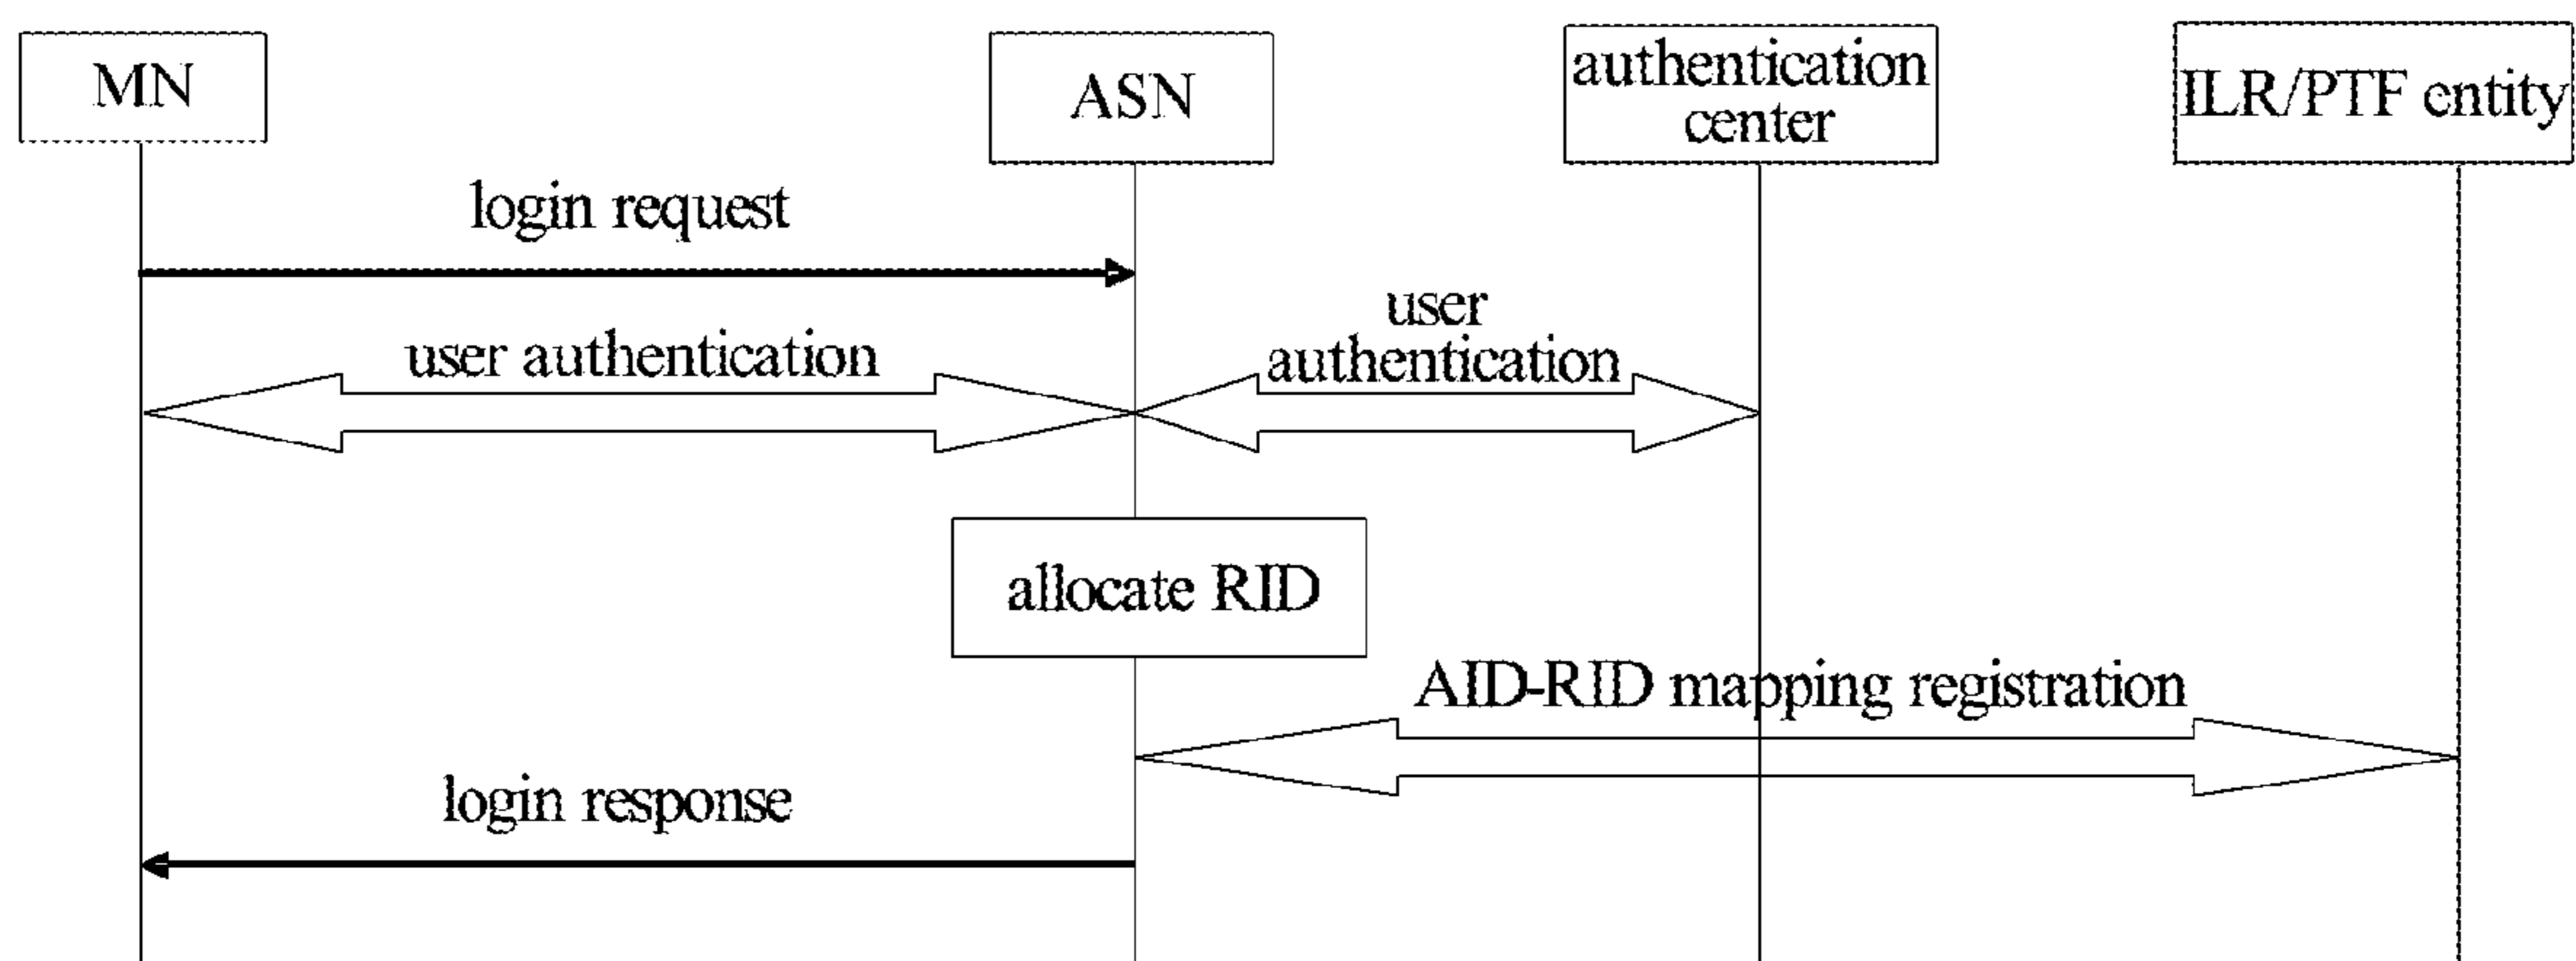 MN
ASN
authentication
center
ILR/PTF entity
login request
user authentication
user
authentication
allocate RID
AID-RID mapping registration
login response